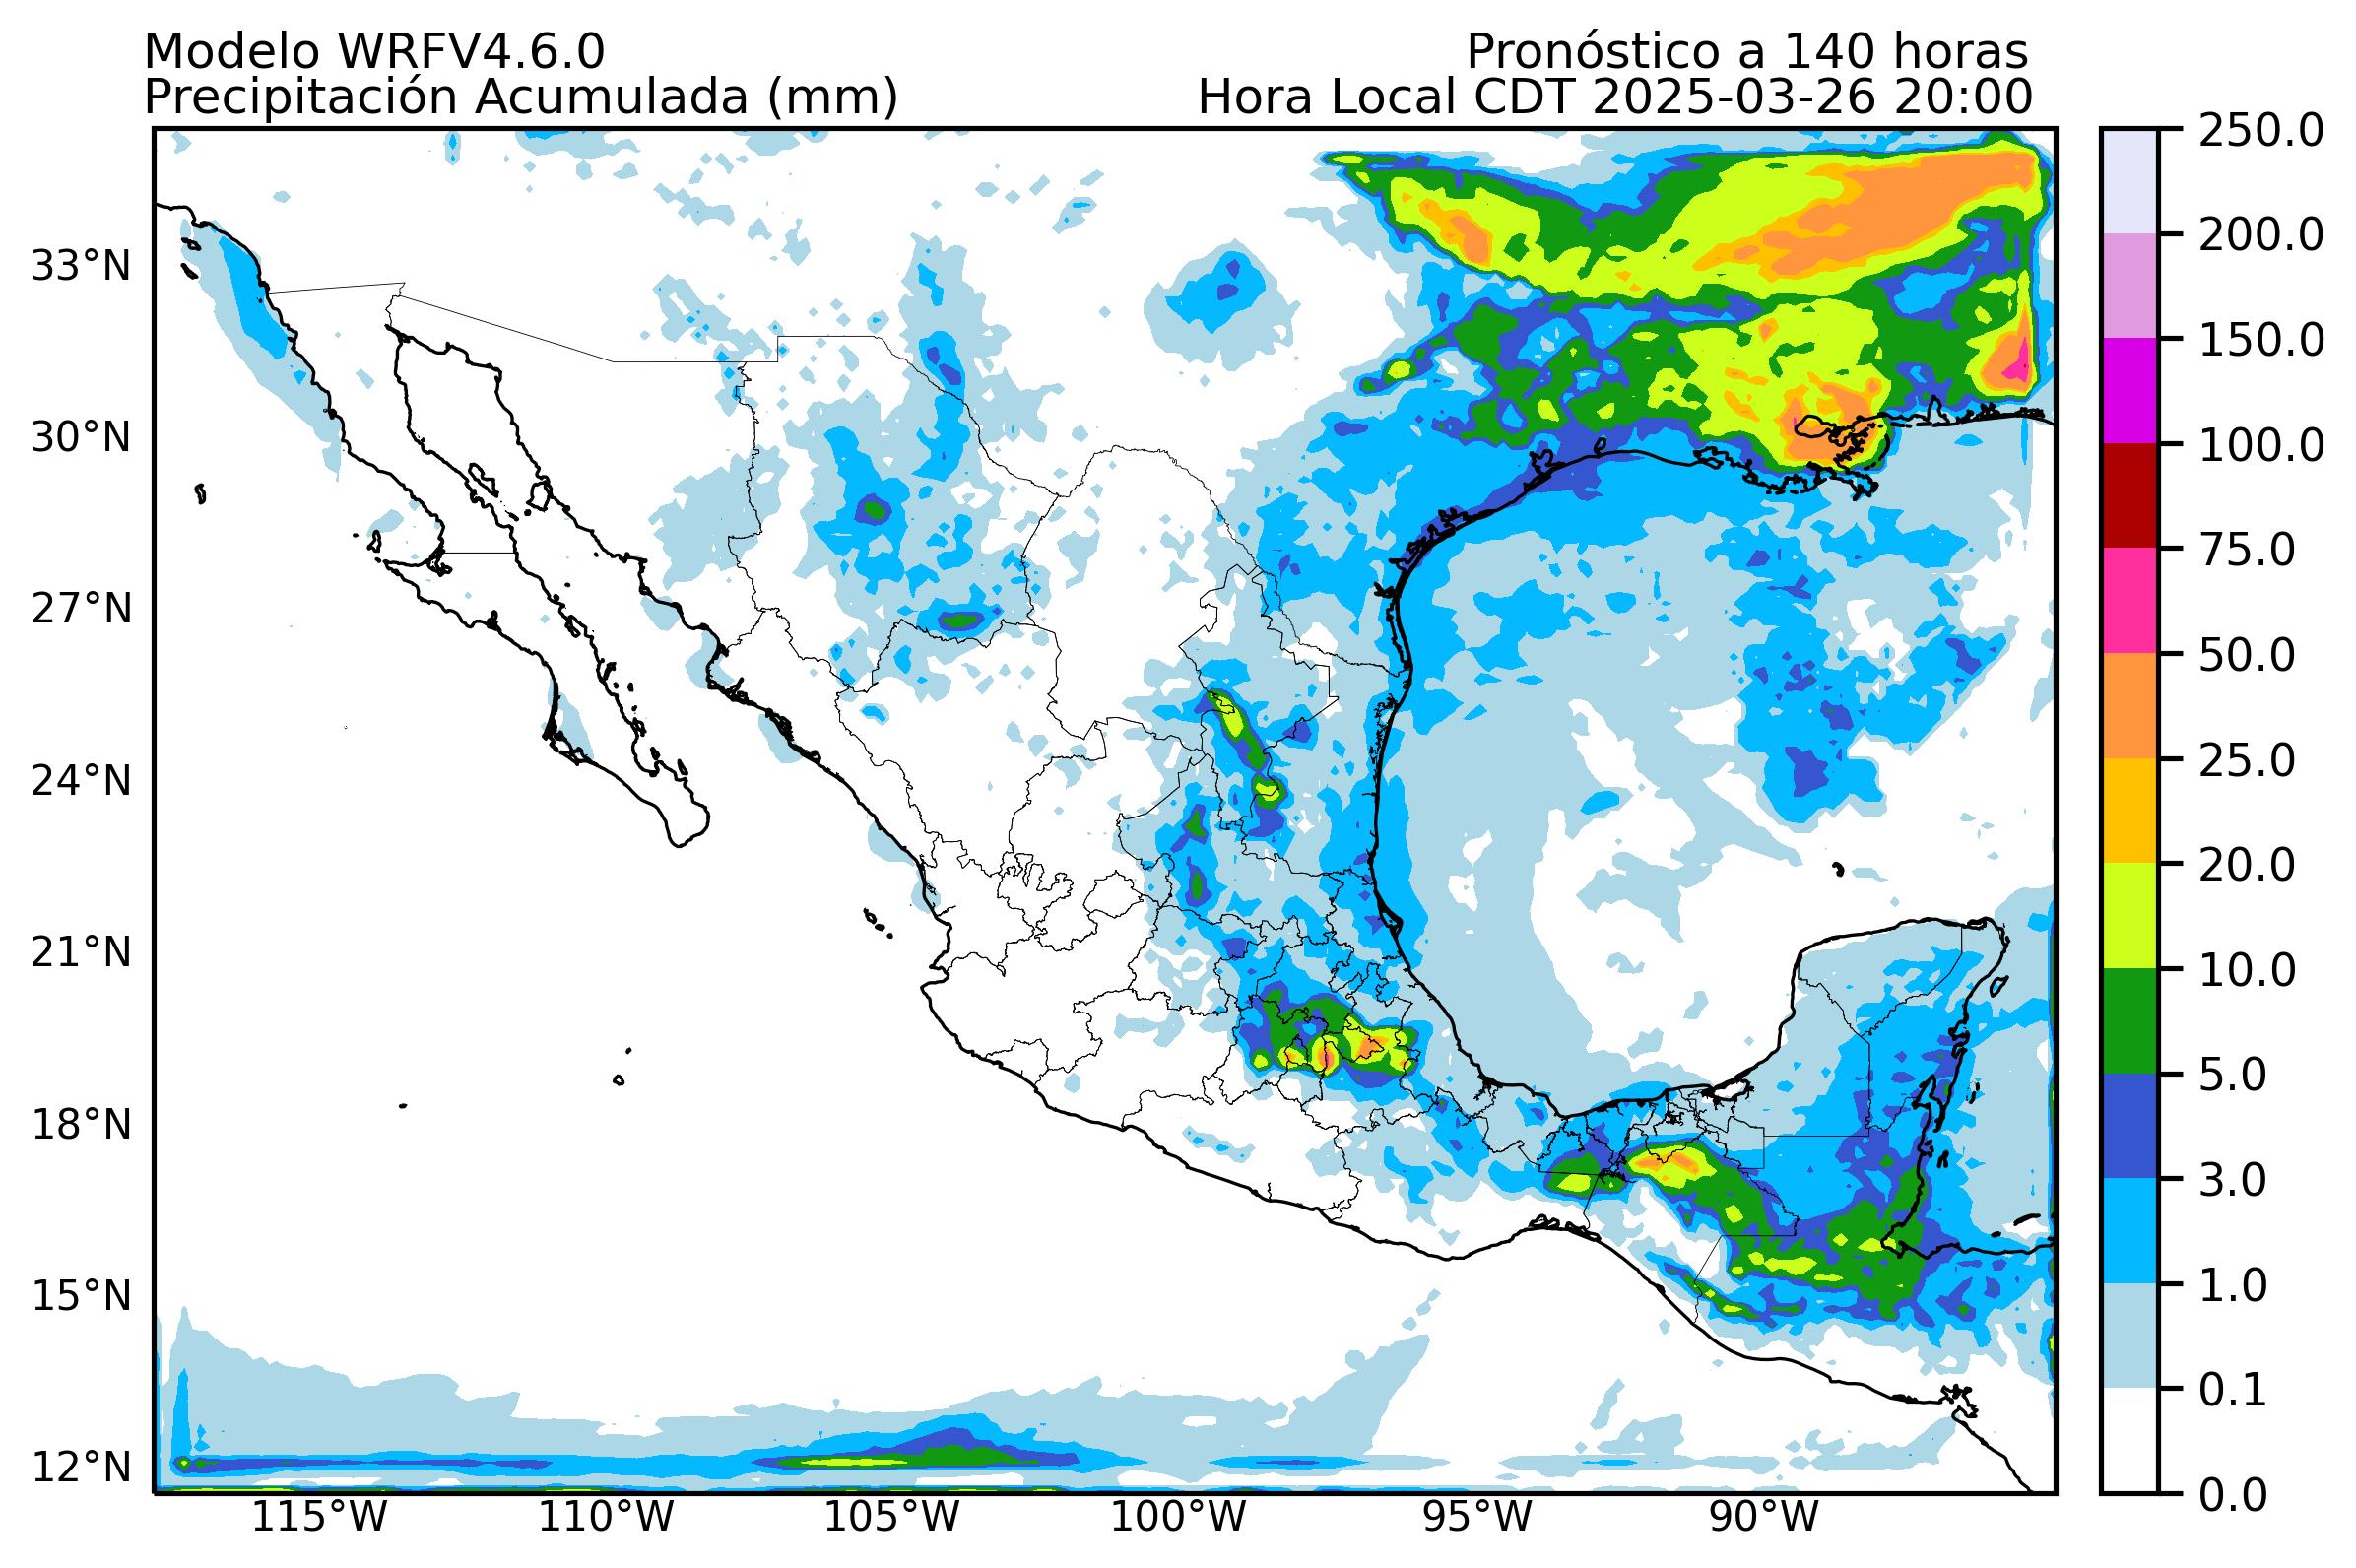 Modelo WRFV4.6.0
Pronóstico a 140 horas
Precipitación Acumulada (mm)
Hora Local CDT 2025-03-26 20:00
33°N
30°N
27°N
24°N
21°N
18°N
15°N
12°N
115°W
110°W
105°W
100°W
95°W
90°W
250.0
200.0
150.0
100.0
75.0
50.0
25.0
20.0
10.0
5.0
3.0
1.0
0.1
0.0